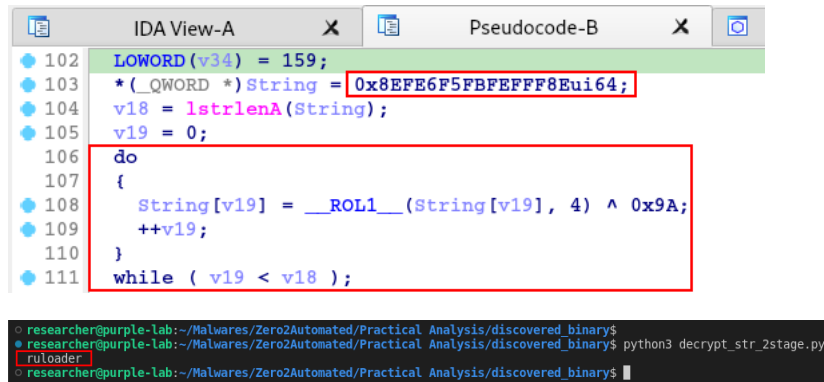 IDA View-A X Pseudocode-B X
102 LOWORD(v34) = 159;
103 *(_QWORD *)String = 0x8EFE6F5FBFEFFF8Eui64;
104 v18 = lstrlenA(String);
105 v19 = 0;
106 do
107 {
108 String[v19] = __ROL1__(String[v19], 4) ^ 0x9A;
109 ++v19;
110 }
111 while ( v19 < v18 );
researcher@purple-lab:~/Malwares/Zero2Automated/Practical Analysis/discovered_binary$
researcher@purple-lab:~/Malwares/Zero2Automated/Practical Analysis/discovered_binary$ python3 decrypt_str_2stage.py
ruloader
researcher@purple-lab:~/Malwares/Zero2Automated/Practical Analysis/discovered_binary$